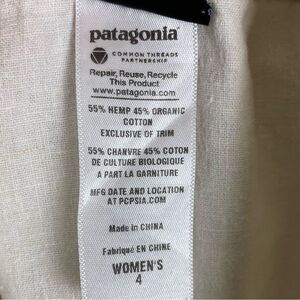 patagonia®
COMMON THREADS
PARTNERSHIP
Repair, Reuse, Recycle
This Product
www.patagonia.com
55% HEMP 45% ORGANIC
COTTON
EXCLUSIVE OF TRIM
55% CHANVRE 45% COTON
DE CULTURE BIOLOGIQUE
A PART LA GARNITURE
MFG DATE AND LOCATION
AT PCPSIA.COM
Made in CHINA
Fabriqué EN CHINE
WOMEN'S
4